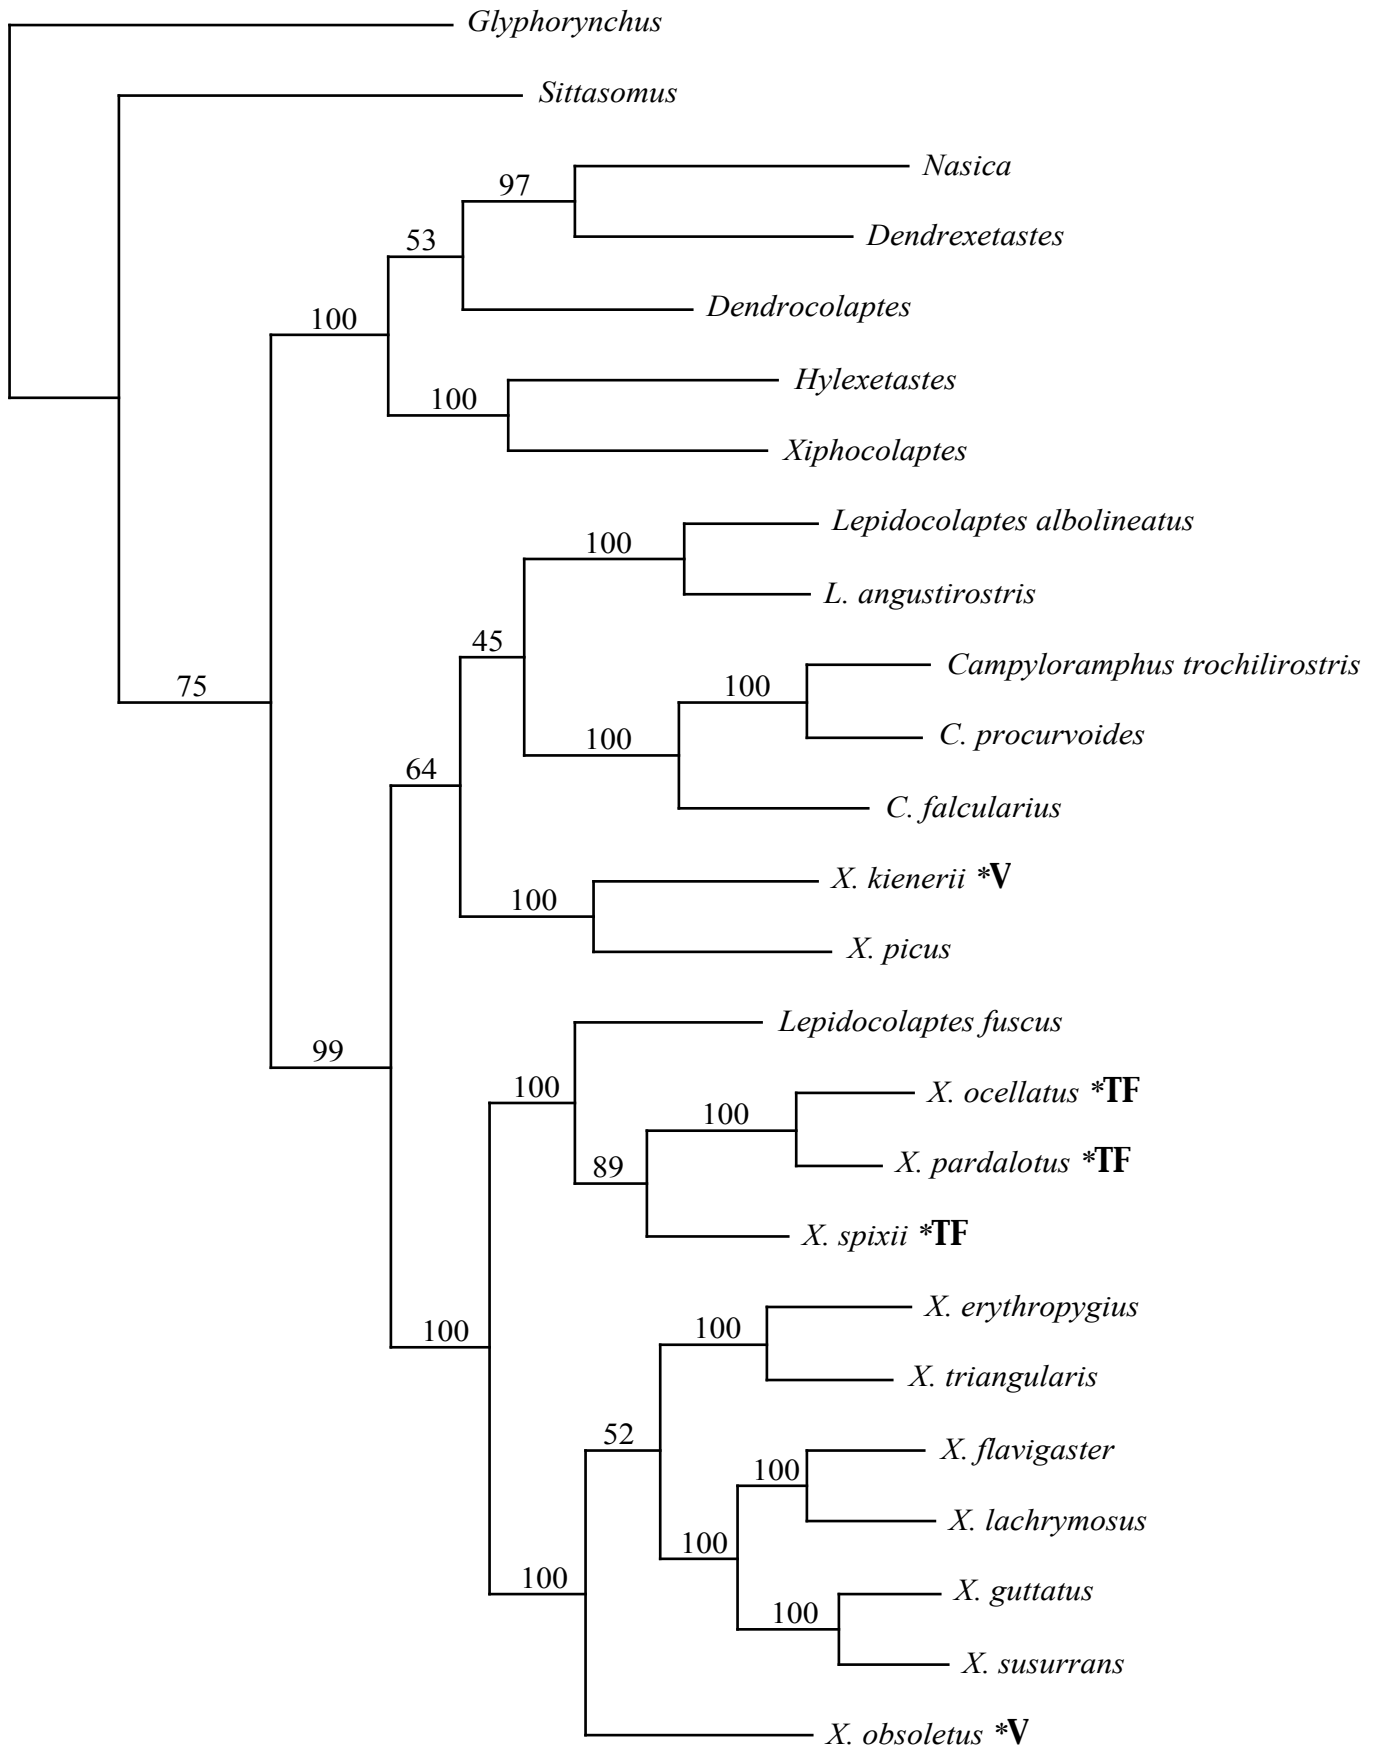 Glyphorynchus
Sittasomus
Nasica
97
Dendrexetastes
53
Dendrocolaptes
100
Hylexetastes
100
Xiphocolaptes
Lepidocolaptes albolineatus
100
L. angustirostris
45
Campyloramphus trochilirostris
75
100
C. procurvoides
100
64
C. falcularius
X. kienerii *V
100
X. picus
Lepidocolaptes fuscus
99
100
X. ocellatus *TF
100
X. pardalotus *TF
89
X. spixii *TF
X. erythropygius
100
100
X. triangularis
52
X. flavigaster
100
X. lachrymosus
100
100
X. guttatus
100
X. susurrans
X. obsoletus *V